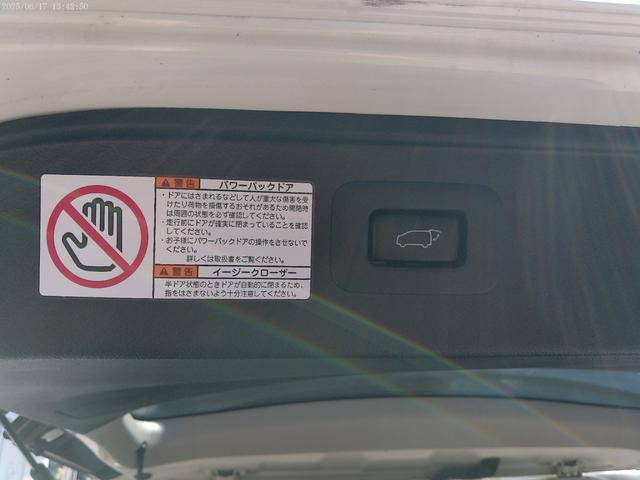 2025/06/17 13:43:50
警告 パワーバックドア
・ドアにはさまれるなどして人が重大な傷害を受
けたり荷物を損傷するおそれがあるため開閉時
は周囲の状態を必ず確認してください。
・走行前にドアが確実に閉まっていることを確認
してください。
・お子様にパワーバックドアの操作をさせないで
ください。
詳しくは取扱書をご覧ください。
警告 イージークローザー
半ドア状態のときドアが自動的に閉まるため、
指をはさまないよう十分注意してください。